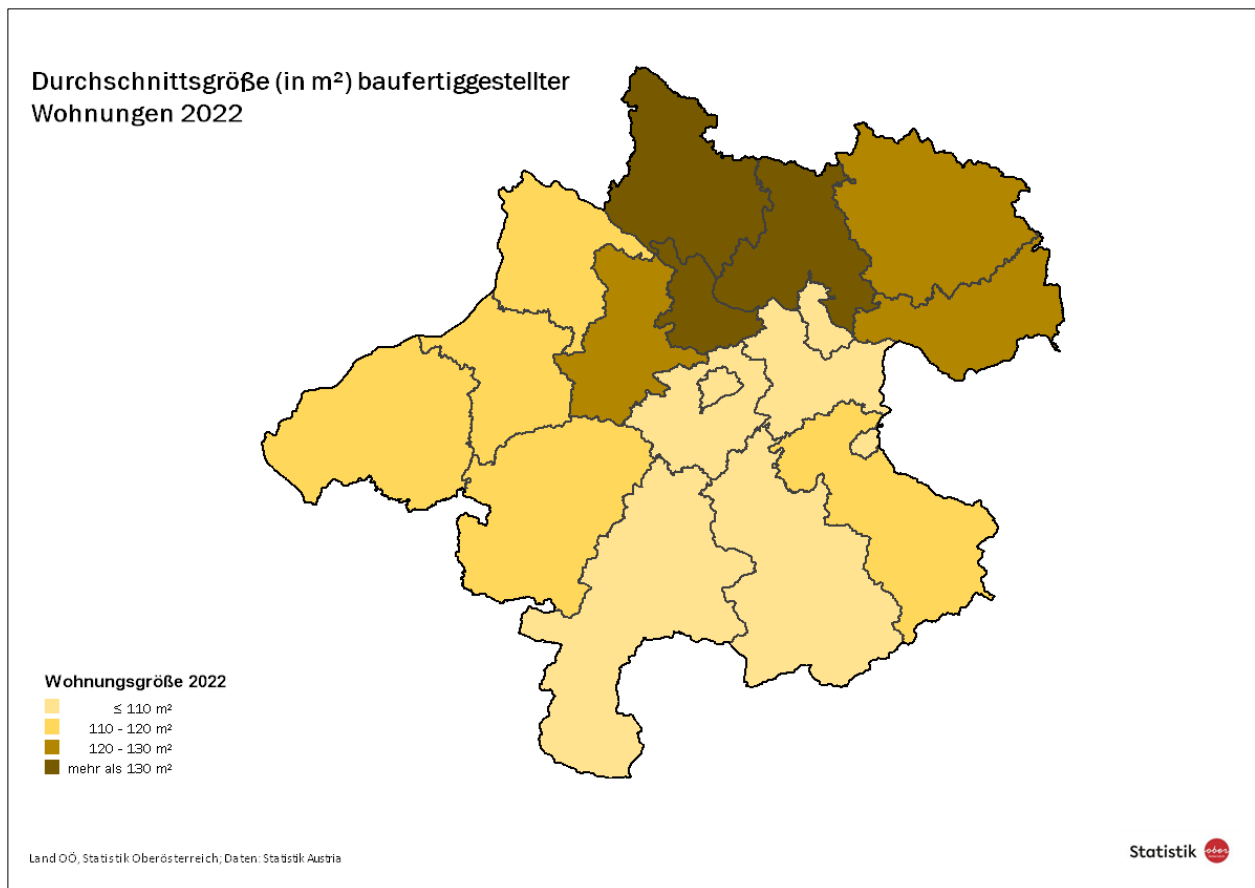 Durchschnittsgröße (in m²) baufertiggestellter
Wohnungen 2022
Wohnungsgröße 2022
≤ 110 m²
110 - 120 m²
120 - 130 m²
mehr als 130 m²
Land OÖ, Statistik Oberösterreich; Daten: Statistik Austria
Statistik ober